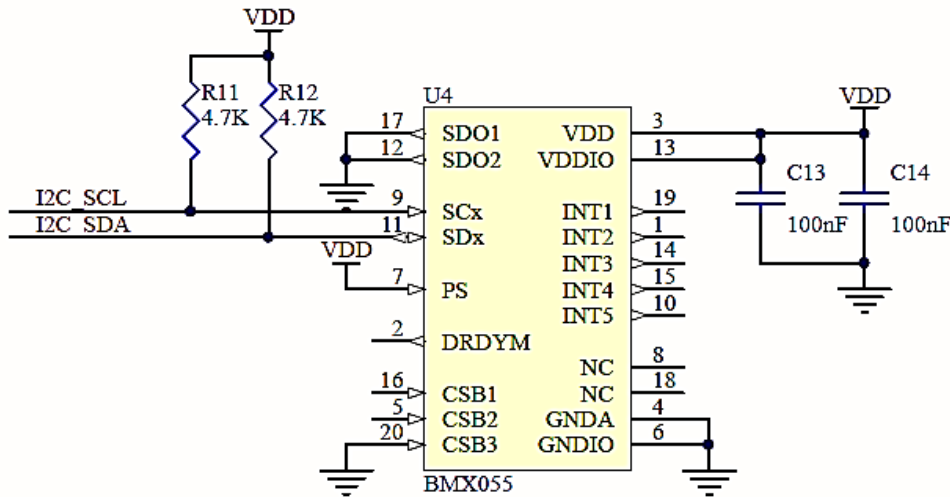 VDD
R11
4.7K
R12
4.7K
I2C_SCL
I2C_SDA
VDD
U4
17 SDO1 VDD 3
12 SDO2 VDDIO 13
9 SCx INT1 19
11 SDx INT2 1
INT3 14
7 PS INT4 15
INT5 10
2 DRDYM
NC 8
16 CSB1 NC 18
5 CSB2 GNDA 4
20 CSB3 GNDIO 6
BMX055
VDD
C13
100nF
C14
100nF